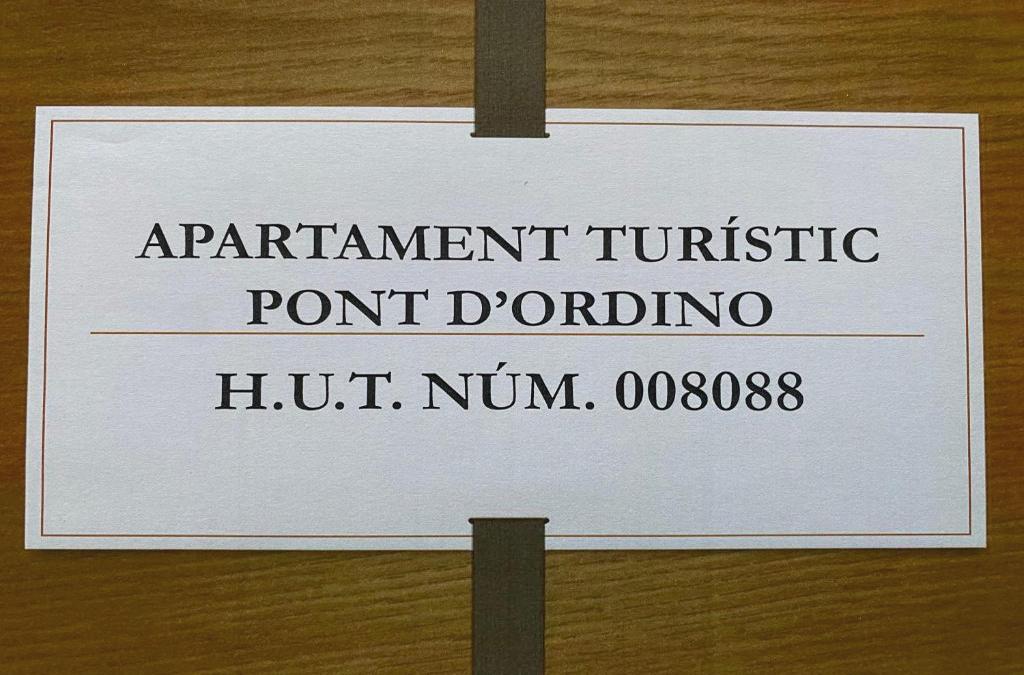 APARTAMENT TURÍSTIC
PONT D’ORDINO
H.U.T. NÚM. 008088